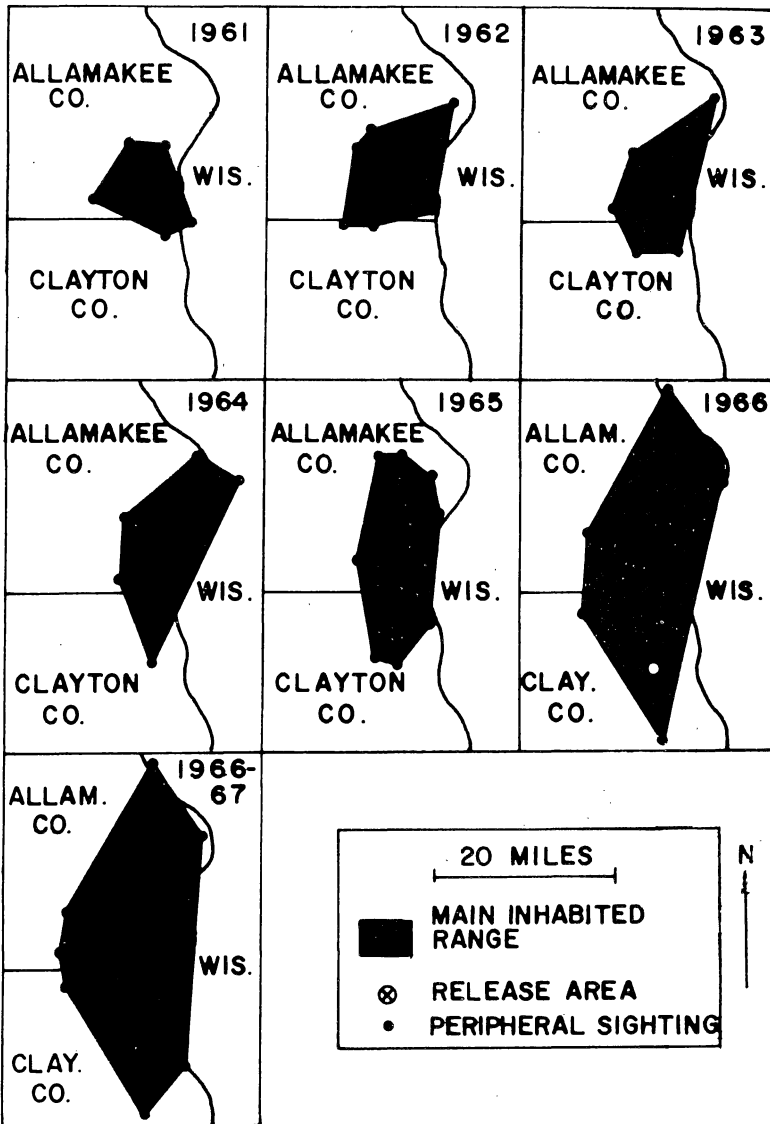 1961
ALLAMAKEE
CO.
WIS.
CLAYTON
CO.
1962
ALLAMAKEE
CO.
WIS.
CLAYTON
CO.
1963
ALLAMAKEE
CO.
WIS.
CLAYTON
CO.
1964
ALLAMAKEE
CO.
WIS.
CLAYTON
CO.
1965
ALLAMAKEE
CO.
WIS.
CLAYTON
CO.
1966
ALLAM.
CO.
WIS.
CLAY.
CO.
1966-
67
ALLAM.
CO.
WIS.
CLAY.
CO.
20 MILES
MAIN INHABITED
RANGE
RELEASE AREA
PERIPHERAL SIGHTING
N